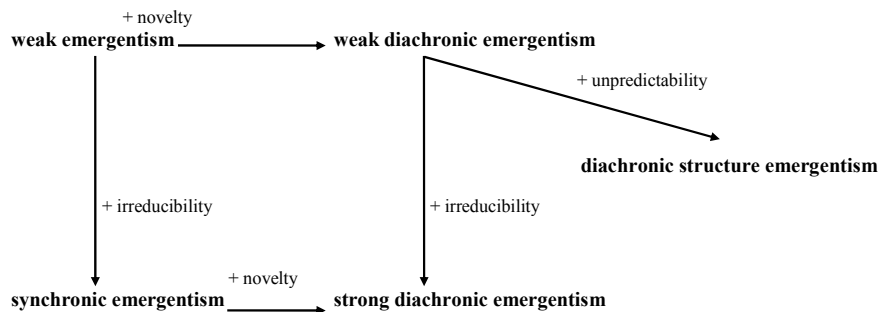 + novelty
weak emergentism
weak diachronic emergentism
+ unpredictability
diachronic structure emergentism
+ irreducibility
+ irreducibility
+ novelty
synchronic emergentism
strong diachronic emergentism